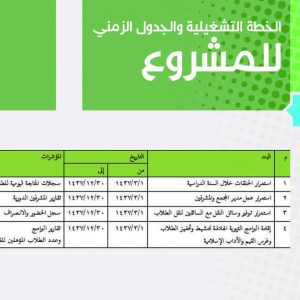 الخطة التشغيلية والجدول الزمني
للمشروع
م البند التاريخ المؤشرات
من إلى
١ استمرار الحلقات خلال السنة الدراسية ١٤٣٦/٣/١ ١٤٣٦/١٢/٣٠ سجلات المتابعة اليومية
٢ استمرار عمل مدير المجمع والمشرفين ١٤٣٦/٣/١ ١٤٣٦/١٢/٣٠ تقارير المشرفين الدورية
٣ استمرار توفير وسائل النقل مع السائقين لنقل الطلاب ١٤٣٦/٣/١ ١٤٣٦/١٢/٣٠ سجل الحضور والانصراف
٤ إقامة البرامج التربوية الهادفة لتنشيط وتحفيز الطلاب ١٤٣٦/٣/١ ١٤٣٦/١٢/٣٠ تقارير البرامج
وغرس القيم والآداب الإسلامية وعدد الطلاب المؤهلين